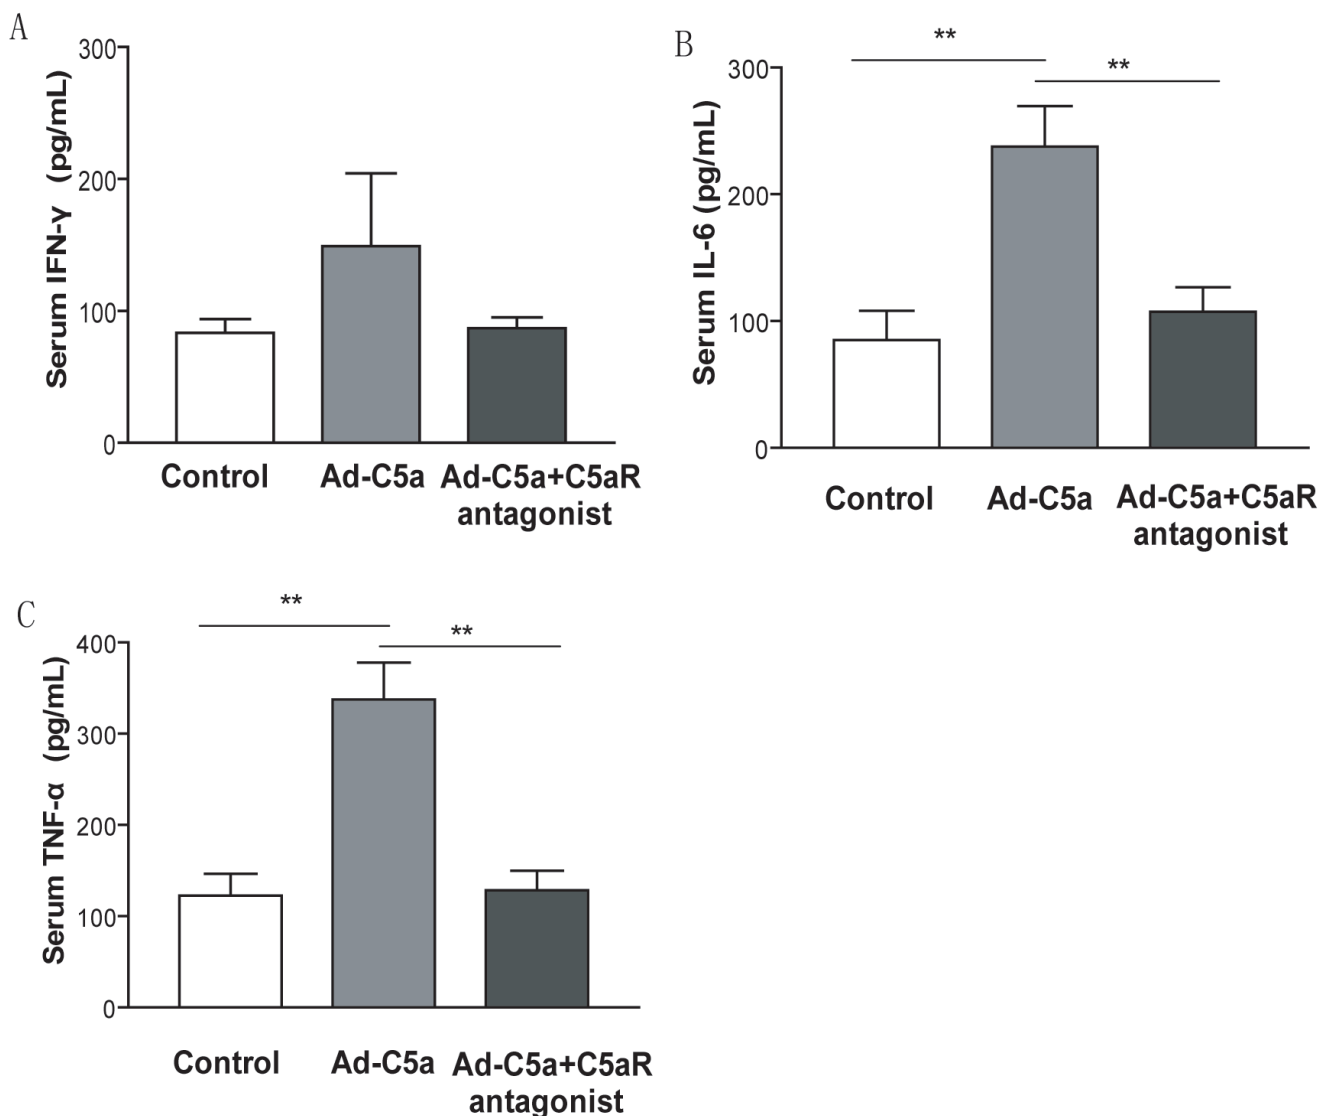 A
Serum IFN-γ (pg/mL)
300
200
100
0
Control
Ad-C5a
Ad-C5a+C5aR
antagonist
B
Serum IL-6 (pg/mL)
**
**
300
200
100
0
Control
Ad-C5a
Ad-C5a+C5aR
antagonist
C
Serum TNF-α (pg/mL)
**
**
400
300
200
100
0
Control
Ad-C5a
Ad-C5a+C5aR
antagonist